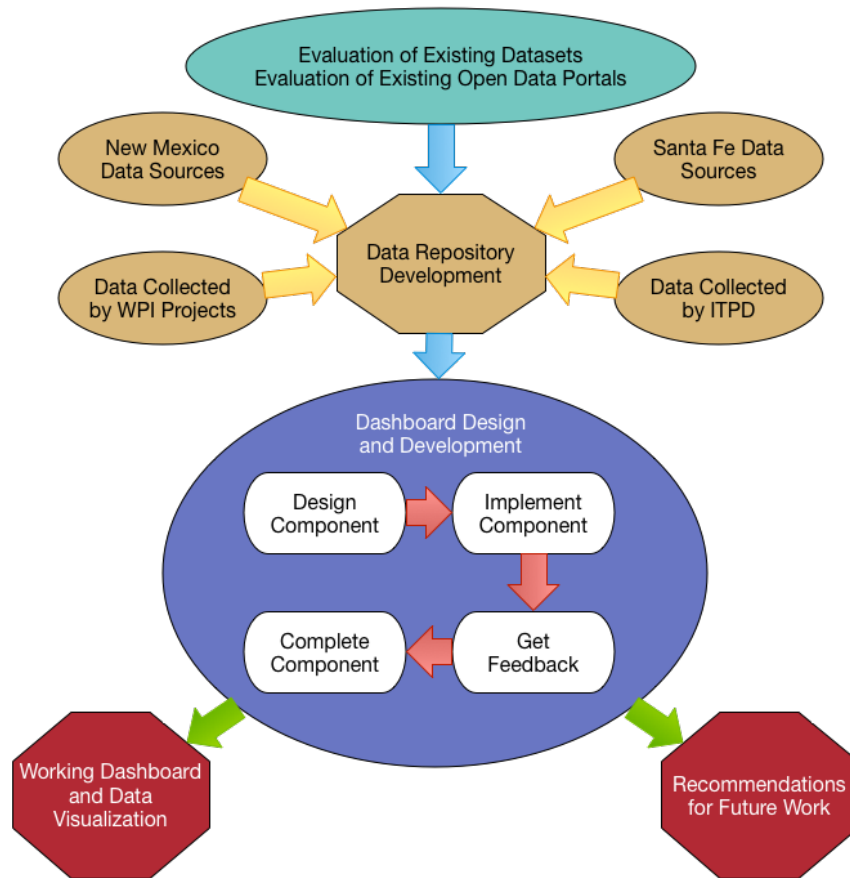 Evaluation of Existing Datasets
Evaluation of Existing Open Data Portals
New Mexico
Data Sources
Santa Fe Data
Sources
Data Repository
Development
Data Collected
by WPI Projects
Data Collected
by ITPD
Dashboard Design
and Development
Design
Component
Implement
Component
Complete
Component
Get
Feedback
Working Dashboard
and Data
Visualization
Recommendations
for Future Work